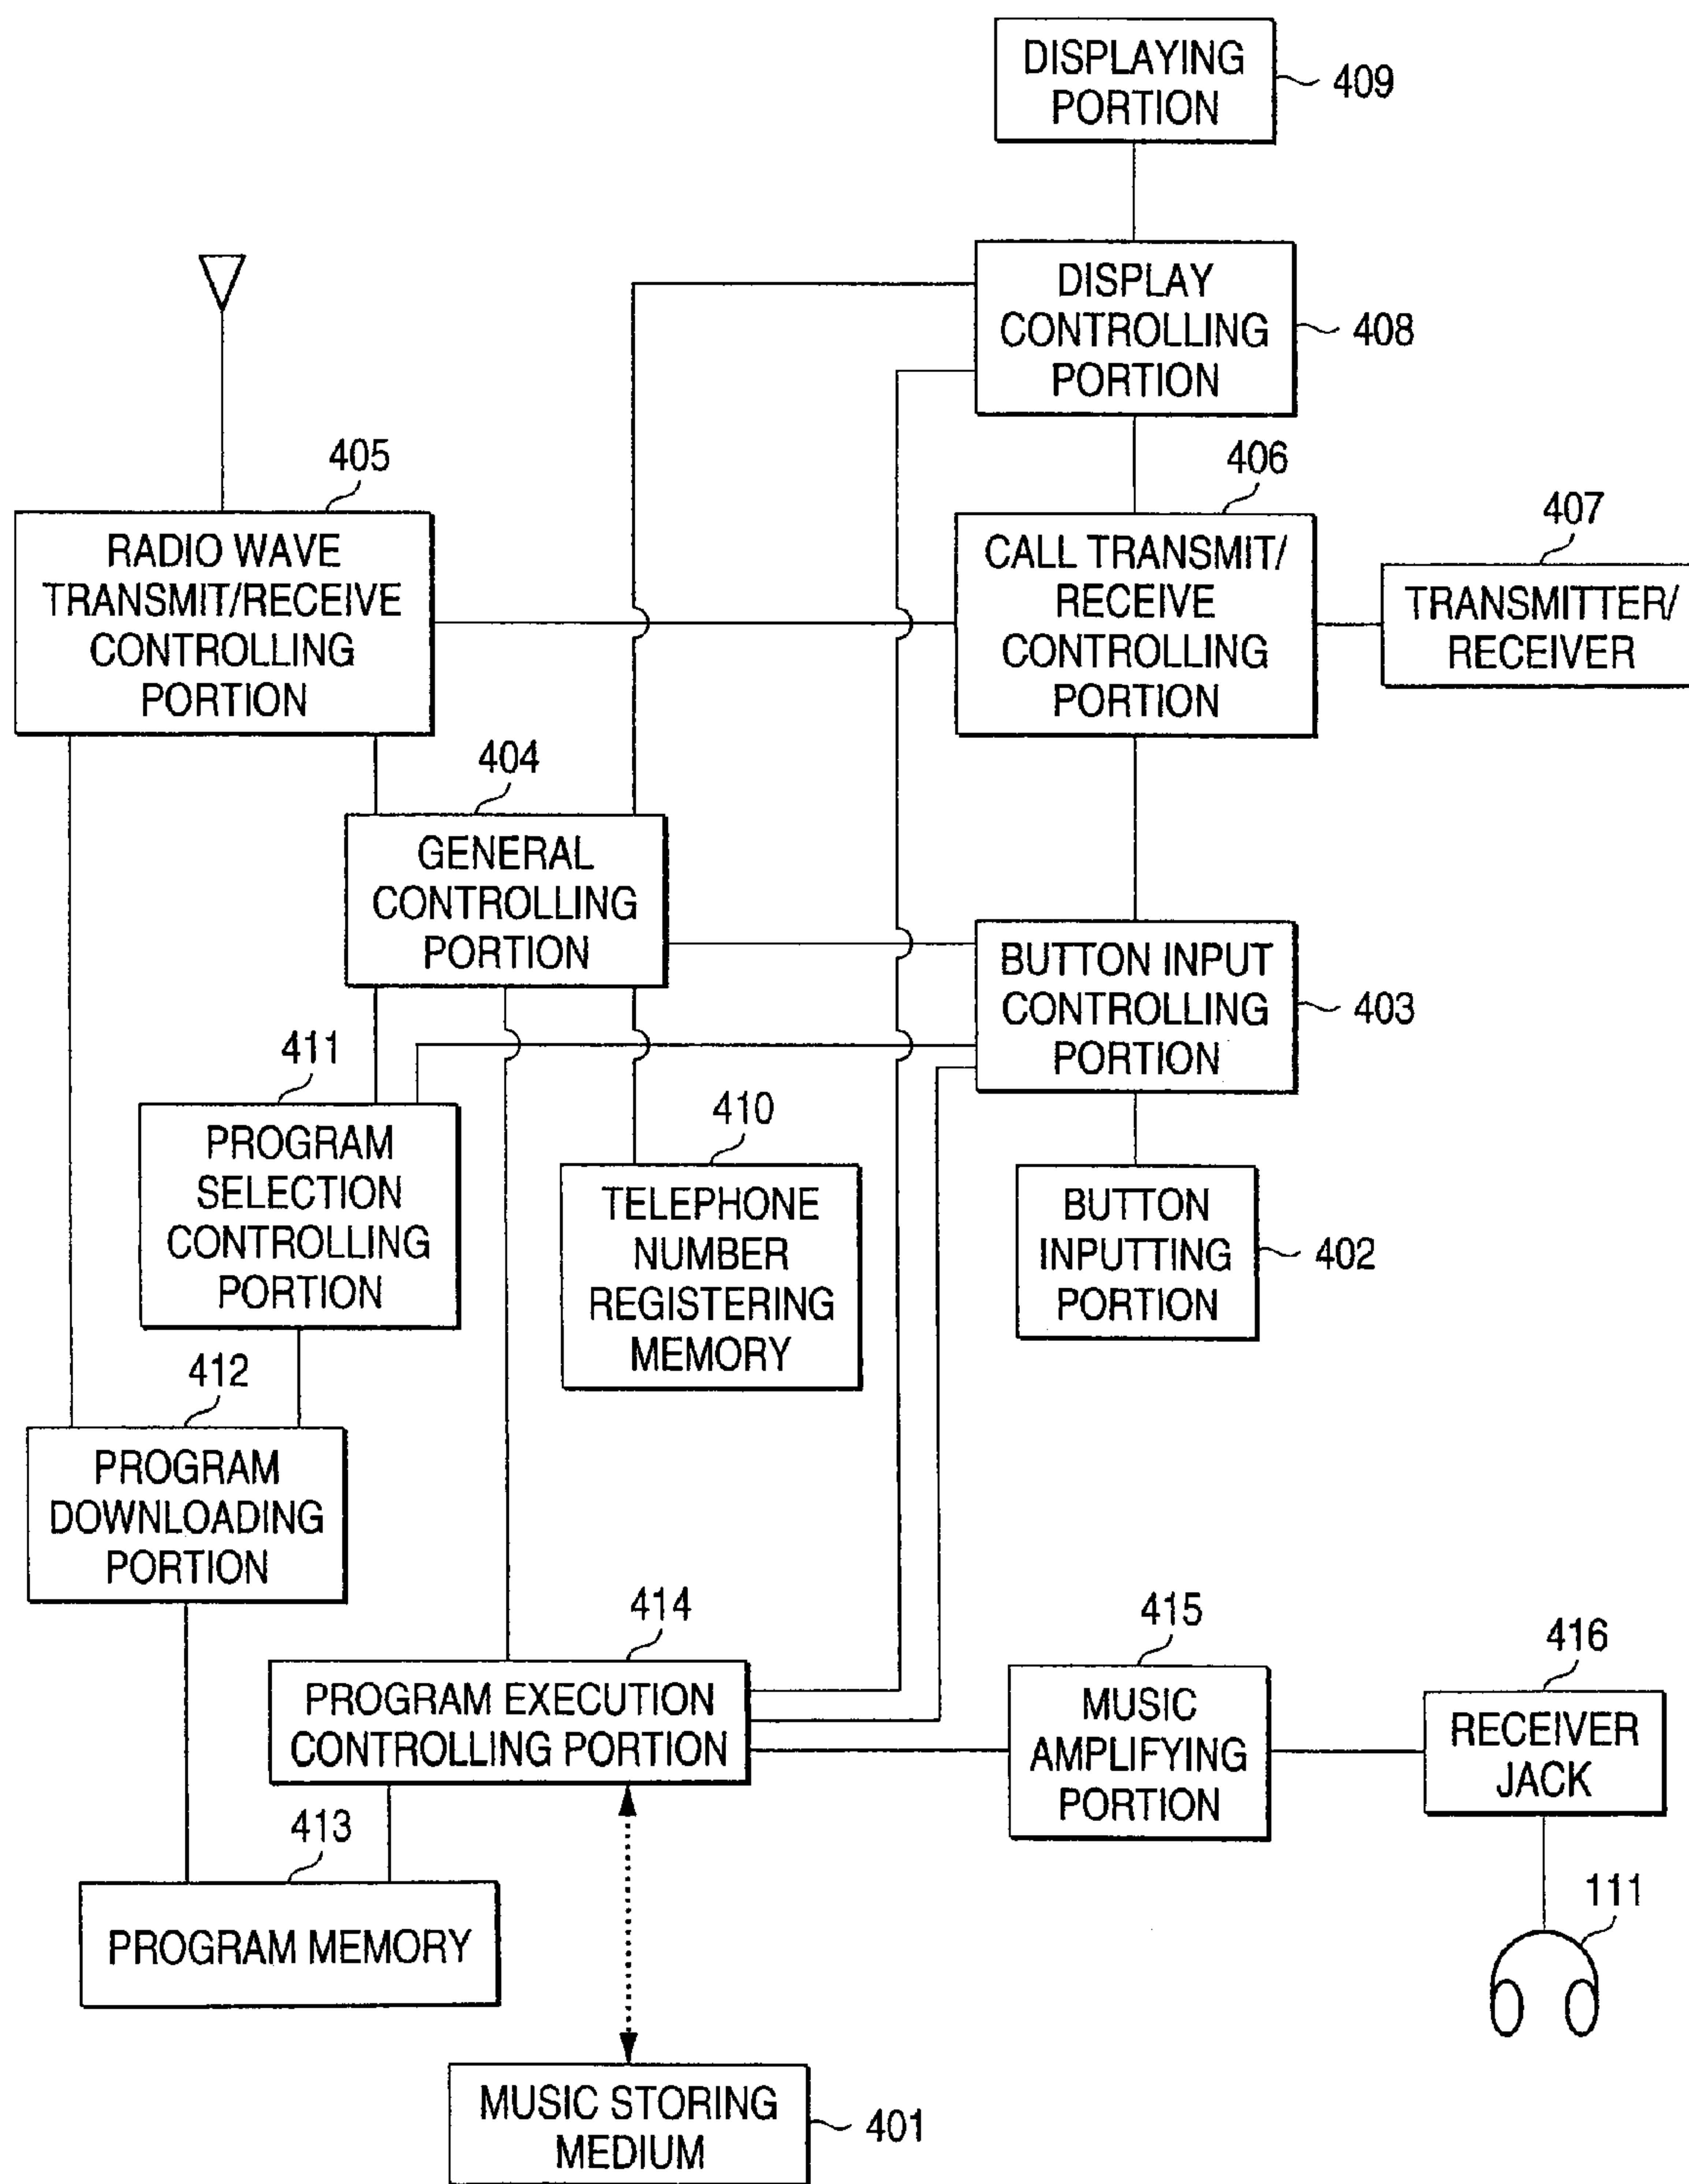 DISPLAYING
PORTION
409
DISPLAY
CONTROLLING
PORTION
408
405
RADIO WAVE
TRANSMIT/RECEIVE
CONTROLLING
PORTION
406
CALL TRANSMIT/
RECEIVE
CONTROLLING
PORTION
407
TRANSMITTER/
RECEIVER
404
GENERAL
CONTROLLING
PORTION
BUTTON INPUT
CONTROLLING
PORTION
403
411
PROGRAM
SELECTION
CONTROLLING
PORTION
410
TELEPHONE
NUMBER
REGISTERING
MEMORY
BUTTON
INPUTTING
PORTION
402
412
PROGRAM
DOWNLOADING
PORTION
414
PROGRAM EXECUTION
CONTROLLING PORTION
415
MUSIC
AMPLIFYING
PORTION
416
RECEIVER
JACK
413
PROGRAM MEMORY
111
MUSIC STORING
MEDIUM
401